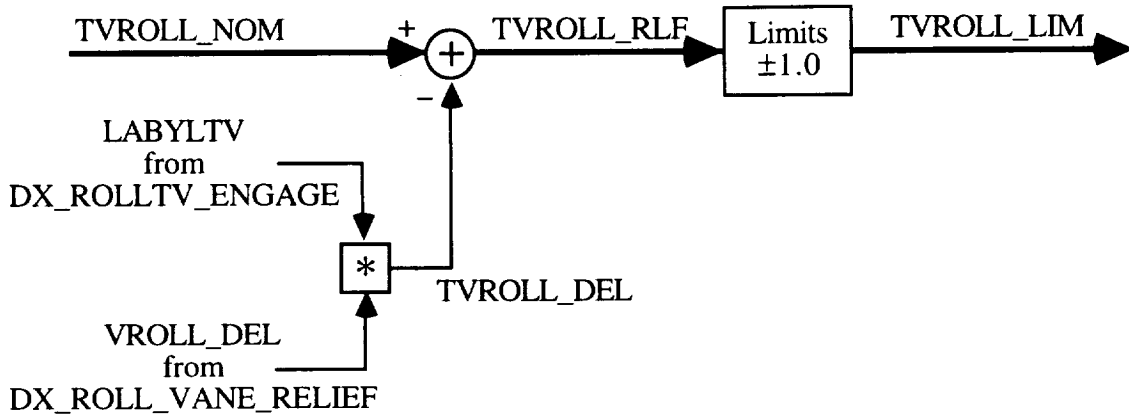 TVROLL_NOM
+
+
TVROLL_RLF
Limits
±1.0
TVROLL_LIM
−
LABYLTV
from
DX_ROLLTV_ENGAGE
*
TVROLL_DEL
VROLL_DEL
from
DX_ROLL_VANE_RELIEF